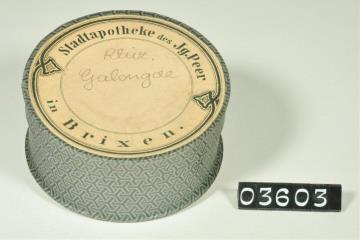 Stadtapotheke des Jg. Peer
Rhiz.
Galangae
in Brixen.
03603